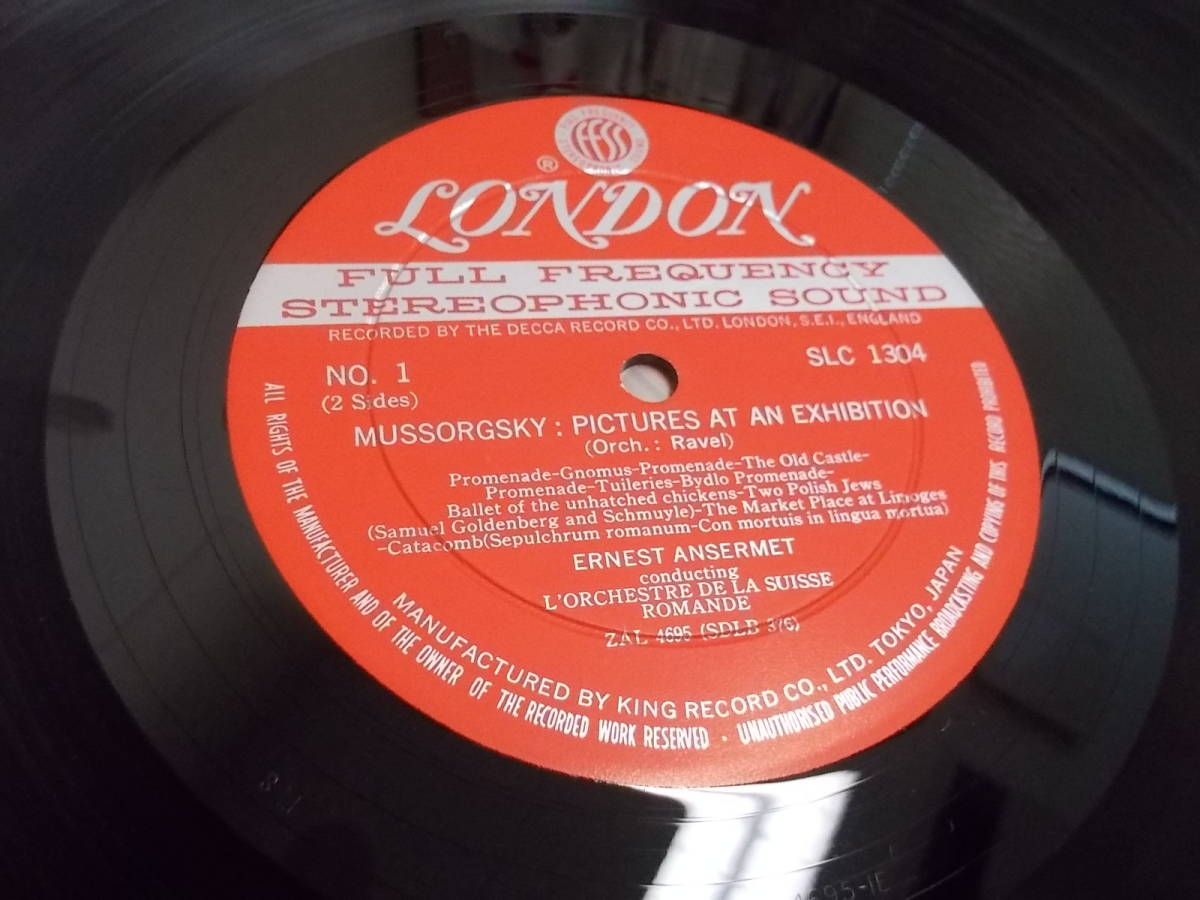 FFSS
®
LONDON
FULL FREQUENCY
STEREOPHONIC SOUND
RECORDED BY THE DECCA RECORD CO., LTD. LONDON, S.E.I., ENGLAND
NO. 1
SLC 1304
(2 Sides)
MUSSORGSKY : PICTURES AT AN EXHIBITION
(Orch. : Ravel)
Promenade-Gnomus-Promenade-The Old Castle-
Promenade-Tuileries-Bydlo Promenade-
Ballet of the unhatched chickens-Two Polish Jews
(Samuel Goldenberg and Schmuyle)-The Market Place at Limoges
-Catacomb(Sepulchrum romanum-Con mortuis in lingua mortua)
ERNEST ANSERMET
conducting
L'ORCHESTRE DE LA SUISSE
ROMANDE
ZAL 4695 (SDLB 376)
MANUFACTURED BY KING RECORD CO., LTD. TOKYO, JAPAN
ALL RIGHTS OF THE MANUFACTURER AND OF THE OWNER OF THE RECORDED WORK RESERVED · UNAUTHORISED PUBLIC PERFORMANCE BROADCASTING AND COPYING OF THIS RECORD PROHIBITED
4695-1E